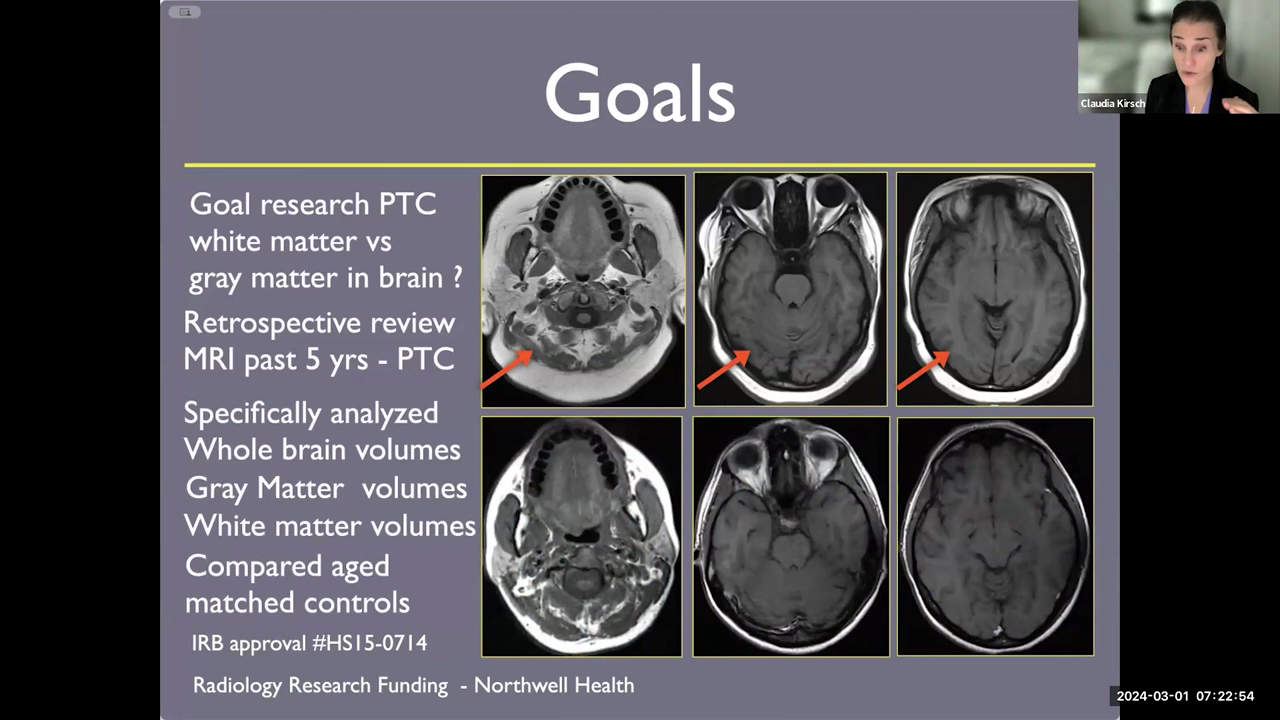 Goals
Claudia Kirsch
Goal research PTC
white matter vs
gray matter in brain ?
Retrospective review
MRI past 5 yrs - PTC
Specifically analyzed
Whole brain volumes
Gray Matter volumes
White matter volumes
Compared aged
matched controls
IRB approval #HS15-0714
Radiology Research Funding - Northwell Health
2024-03-01 07:22:54